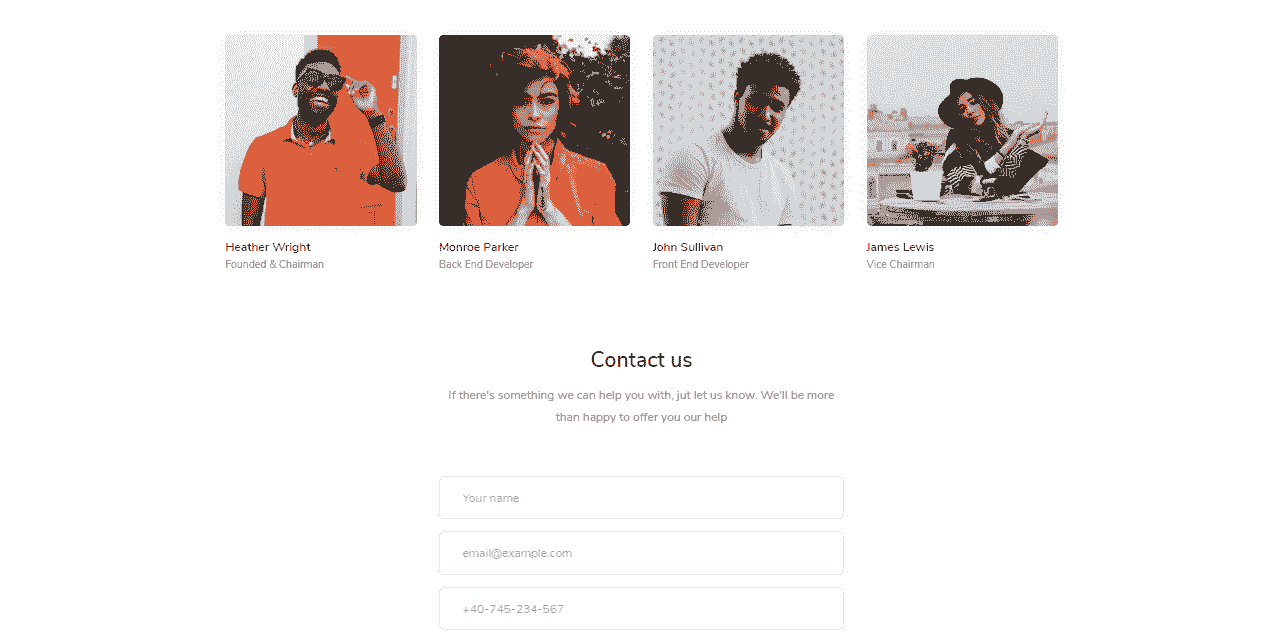 Heather Wright
Founded & Chairman
Monroe Parker
Back End Developer
John Sullivan
Front End Developer
James Lewis
Vice Chairman
Contact us
If there's something we can help you with, jut let us know. We'll be more
than happy to offer you our help
Your name
email@example.com
+40-745-234-567